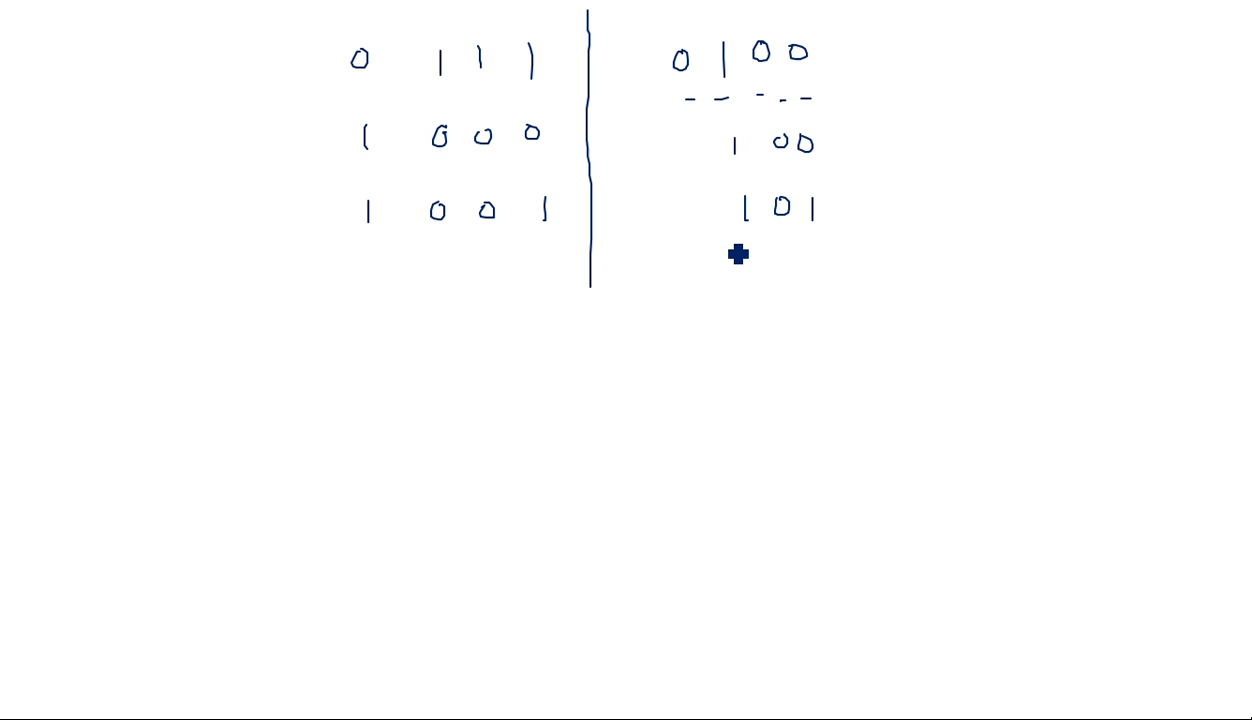 0 1 1 1 | 0 1 0 0
- - - - -
1 0 0 0 | 1 0 0
1 0 0 1 | 1 0 1